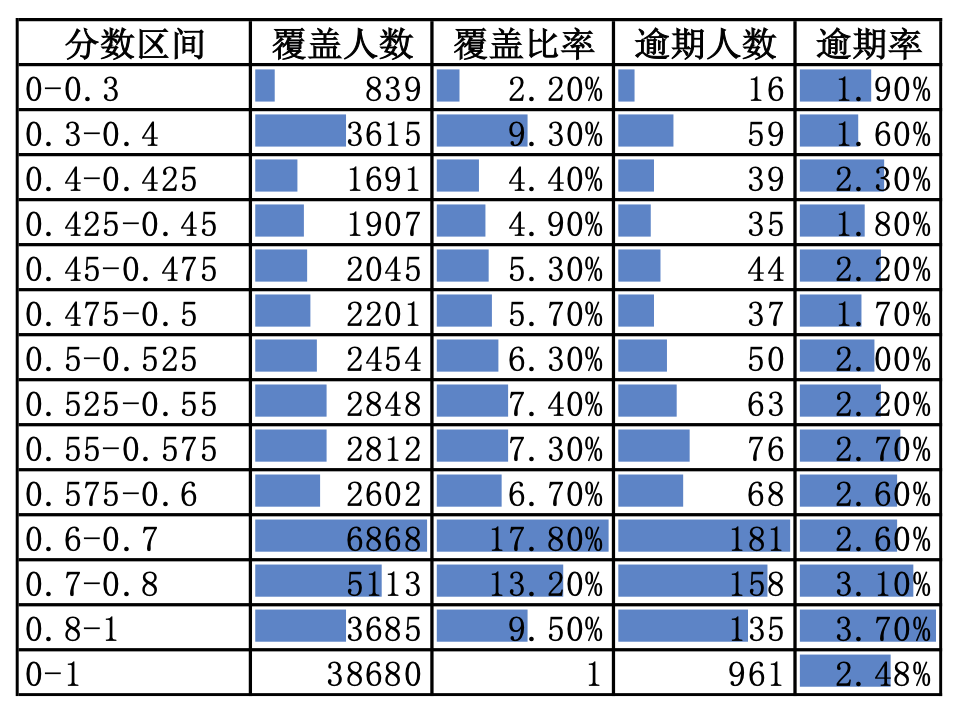 分数区间 覆盖人数 覆盖比率 逾期人数 逾期率
0-0.3 839 2.20% 16 1.90%
0.3-0.4 3615 9.30% 59 1.60%
0.4-0.425 1691 4.40% 39 2.30%
0.425-0.45 1907 4.90% 35 1.80%
0.45-0.475 2045 5.30% 44 2.20%
0.475-0.5 2201 5.70% 37 1.70%
0.5-0.525 2454 6.30% 50 2.00%
0.525-0.55 2848 7.40% 63 2.20%
0.55-0.575 2812 7.30% 76 2.70%
0.575-0.6 2602 6.70% 68 2.60%
0.6-0.7 6868 17.80% 181 2.60%
0.7-0.8 5113 13.20% 158 3.10%
0.8-1 3685 9.50% 135 3.70%
0-1 38680 1 961 2.48%